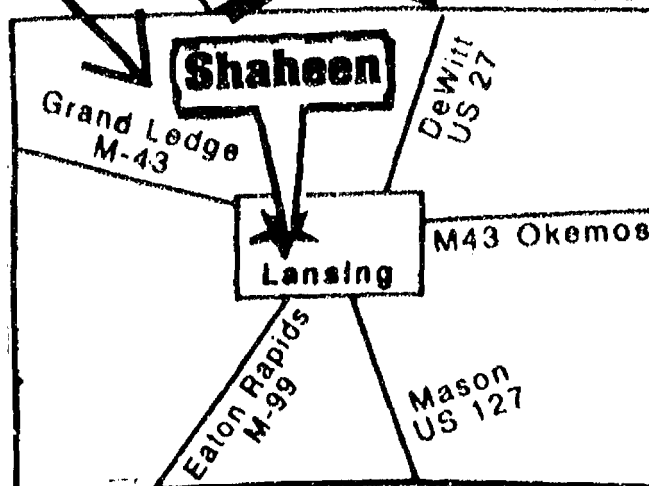 Shaheen
Grand Ledge
M-43
DeWitt
US 27
M43 Okemos
Lansing
Eaton Rapids
M-99
Mason
US 127